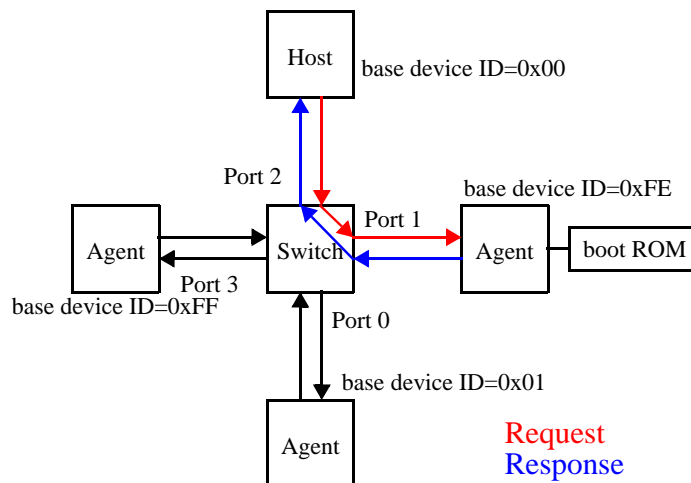 Host
base device ID=0x00
Port 2
base device ID=0xFE
Port 1
Agent
Switch
Agent
boot ROM
Port 3
base device ID=0xFF
Port 0
base device ID=0x01
Agent
Request
Response